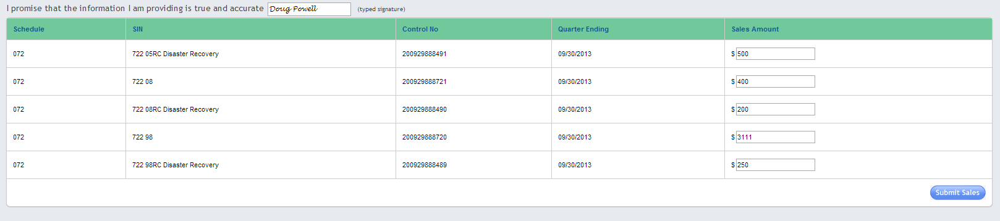 I promise that the information I am providing is true and accurate Doug Powell (typed signature)
Schedule SIN Control No Quarter Ending Sales Amount
072 722 05RC Disaster Recovery 200929888491 09/30/2013 $ 500
072 722 08 200929888721 09/30/2013 $ 400
072 722 08RC Disaster Recovery 200929888490 09/30/2013 $ 200
072 722 98 200929888720 09/30/2013 $ 3111
072 722 98RC Disaster Recovery 200929888489 09/30/2013 $ 250
Submit Sales